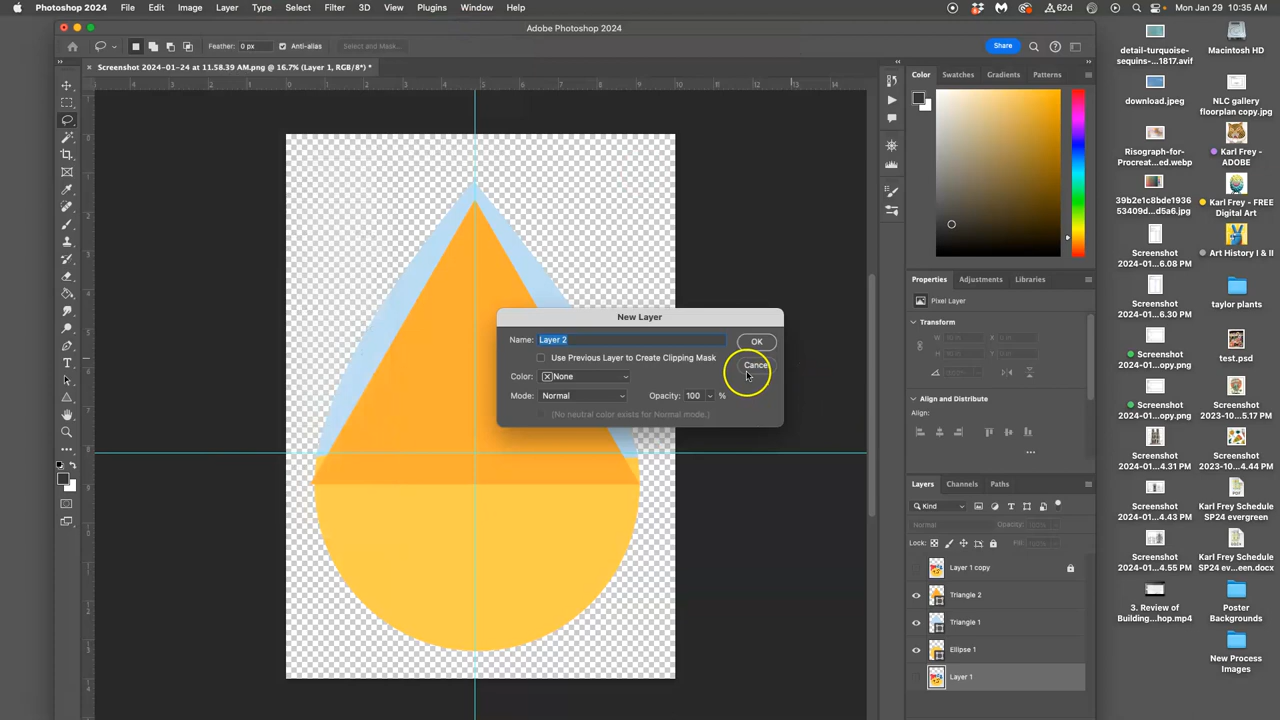 Photoshop 2024 File Edit Image Layer Type Select Filter 3D View Plugins Window Help 62d Mon Jan 29 10:35 AM
Adobe Photoshop 2024
Feather: 0 px Anti-alias Select and Mask... Share
Screenshot 2024-01-24 at 11.58.39 AM.png @ 16.7% (Layer 1, RGB/8*) *
Color Swatches Gradients Patterns
New Layer
Name: Layer 2 OK
Use Previous Layer to Create Clipping Mask Cancel
Color: None
Mode: Normal Opacity: 100 %
(No neutral color exists for Normal mode.)
Properties Adjustments Libraries
Pixel Layer
Transform
Align and Distribute
Align:
Layers Channels Paths
Kind
Normal Opacity: 100%
Lock: Fill: 100%
Layer 1 copy
Triangle 2
Triangle 1
Ellipse 1
Layer 1
detail-turquoise-
sequins-...1817.avif
Macintosh HD
download.jpeg
NLC gallery
floorplan copy.jpg
Risograph-for-
Procreat...ed.webp
Karl Frey -
ADOBE
39b2e1c8bde1936
53409d...d5a6.jpg
Karl Frey - FREE
Digital Art
Screenshot
2024-01...6.08 PM
Art History I & II
Screenshot
2024-01...6.30 PM
taylor plants
Screenshot
2024-01...opy.png
test.psd
Screenshot
2024-01...opy.png
Screenshot
2023-10...5.17 PM
Screenshot
2024-01...4.31 PM
Screenshot
2023-10...4.44 PM
Screenshot
2024-01...4.43 PM
Karl Frey Schedule
SP24 evergreen
Screenshot
2024-01...4.55 PM
Karl Frey Schedule
SP24 ev...een.docx
3. Review of
Building...hop.mp4
Poster
Backgrounds
New Process
Images